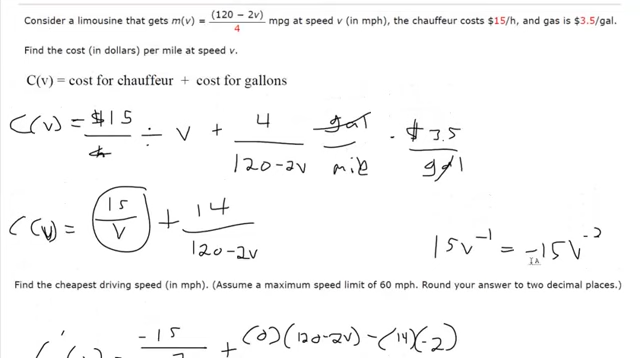 Consider a limousine that gets m(v) = (120 − 2v)/4 mpg at speed v (in mph), the chauffeur costs $15/h, and gas is $3.5/gal.
Find the cost (in dollars) per mile at speed v.
C(v) = cost for chauffeur + cost for gallons
C(v) = $15/h ÷ v + 4/(120-2v) gal/mile · $3.5/gal
C(v) = 15/v + 14/(120-2v)
15v^-1 = -15v^-2
Find the cheapest driving speed (in mph). (Assume a maximum speed limit of 60 mph. Round your answer to two decimal places.)
-15 + (0)(120-2v) - (14)(-2)